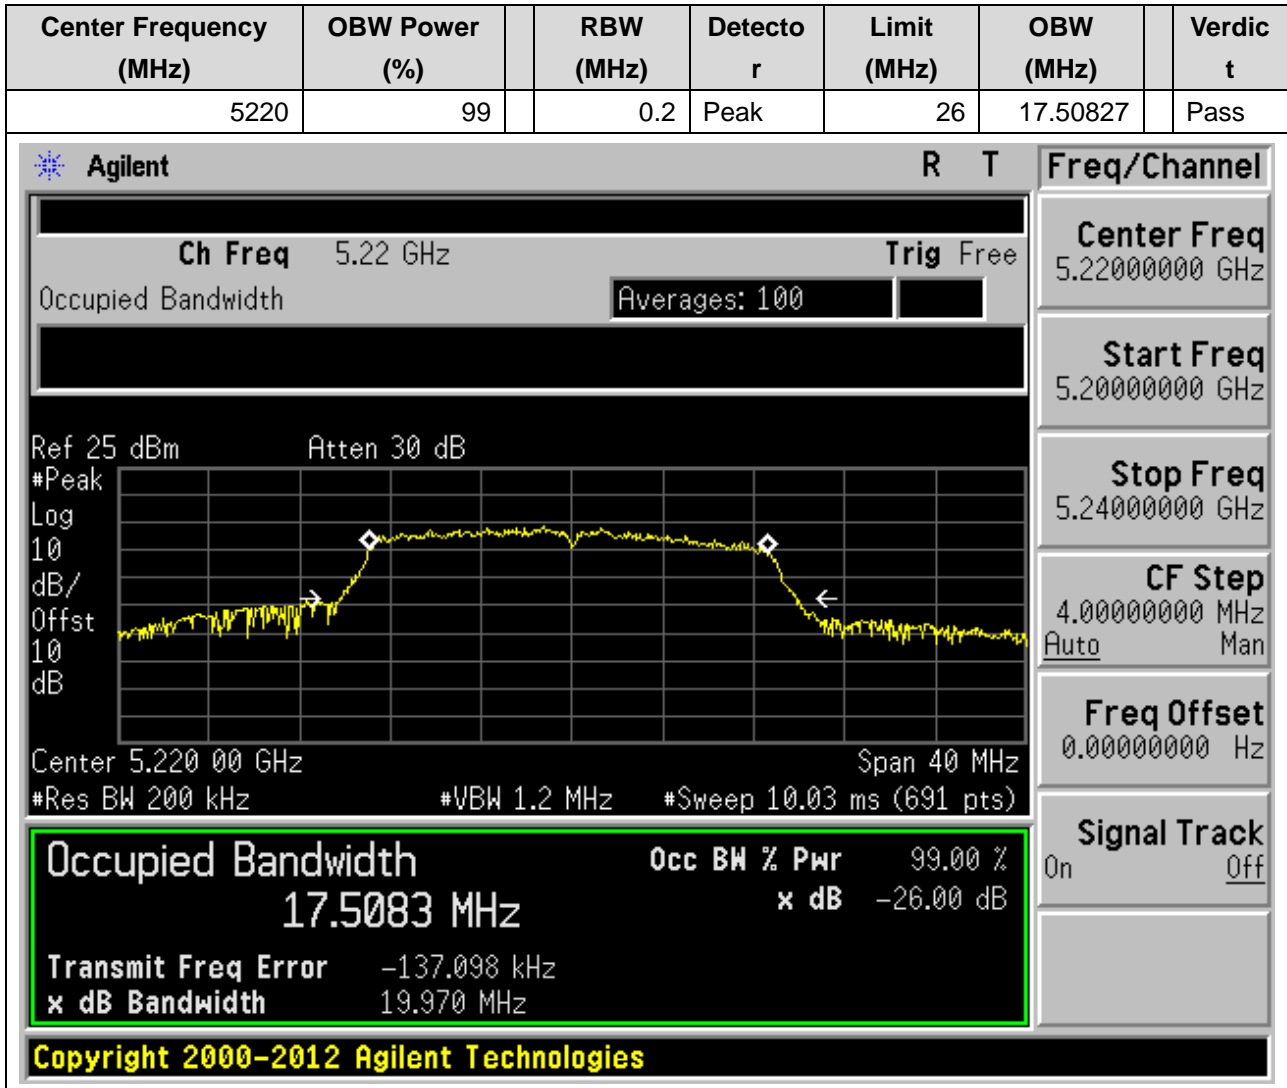 Center Frequency (MHz) OBW Power (%) RBW (MHz) Detecto r Limit (MHz) OBW (MHz) Verdic t
5220 99 0.2 Peak 26 17.50827 Pass
Agilent R T Freq/Channel
Ch Freq 5.22 GHz Trig Free
Occupied Bandwidth Averages: 100
Center Freq
5.22000000 GHz
Start Freq
5.20000000 GHz
Stop Freq
5.24000000 GHz
CF Step
4.00000000 MHz
Auto Man
Freq Offset
0.00000000 Hz
Signal Track
On Off
Ref 25 dBm Atten 30 dB
#Peak
Log
10
dB/
Offst
10
dB
Center 5.220 00 GHz Span 40 MHz
#Res BW 200 kHz #VBW 1.2 MHz #Sweep 10.03 ms (691 pts)
Occupied Bandwidth Occ BW % Pwr 99.00 %
17.5083 MHz x dB -26.00 dB
Transmit Freq Error -137.098 kHz
x dB Bandwidth 19.970 MHz
Copyright 2000-2012 Agilent Technologies